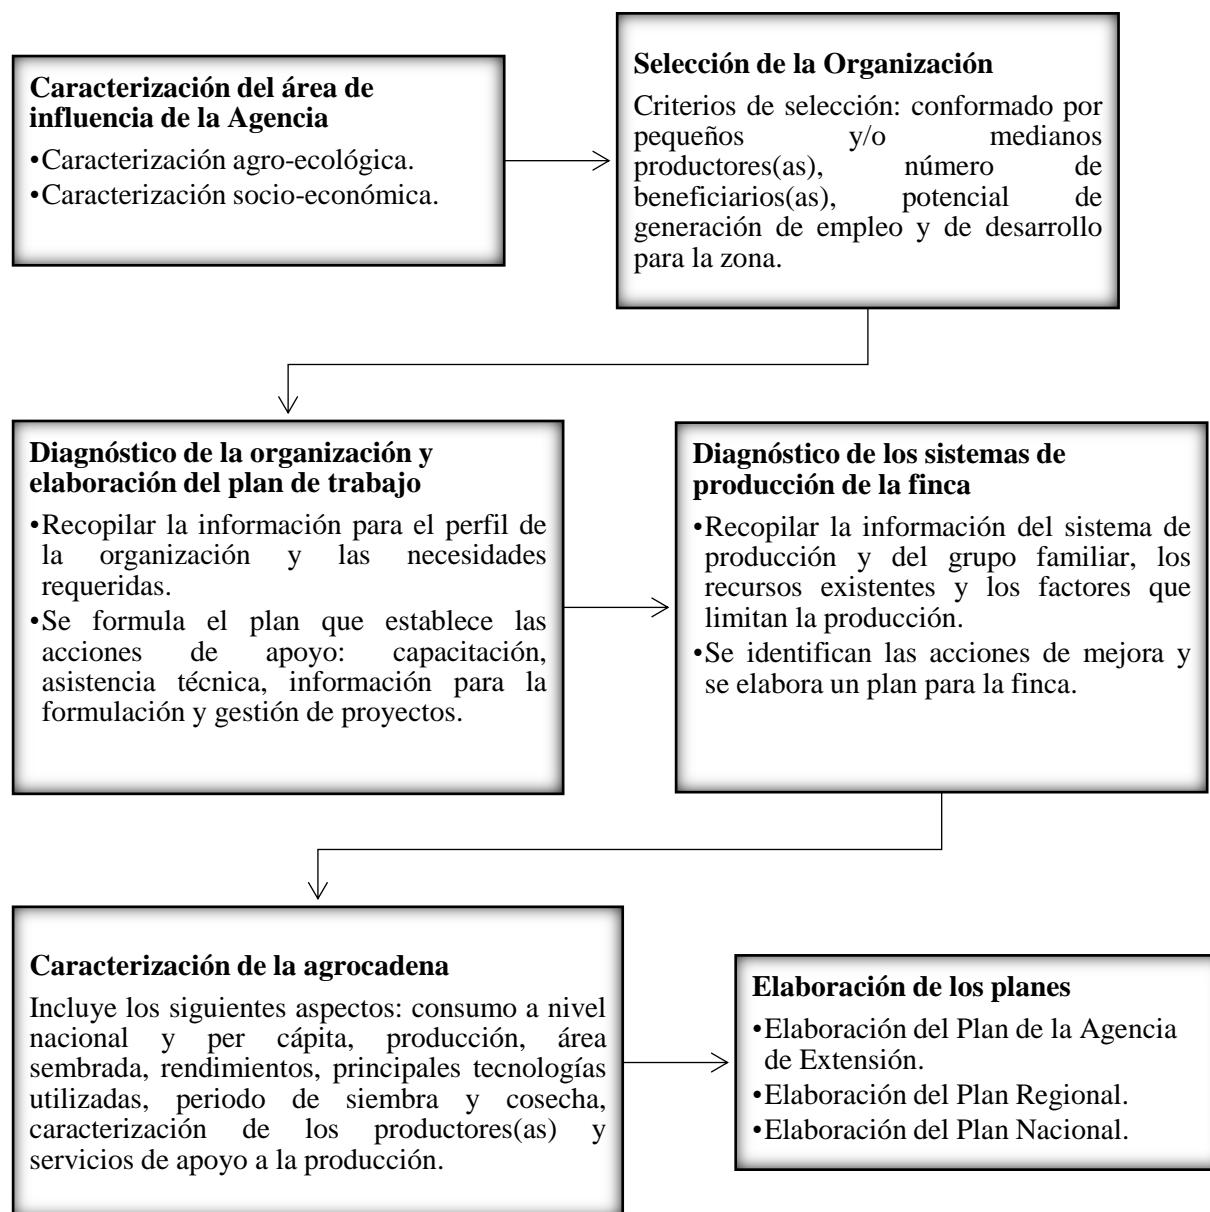 Caracterización del área de
influencia de la Agencia
•Caracterización agro-ecológica.
•Caracterización socio-económica.
Selección de la Organización
Criterios de selección: conformado por
pequeños y/o medianos
productores(as), número de
beneficiarios(as), potencial de
generación de empleo y de desarrollo
para la zona.
Diagnóstico de la organización y
elaboración del plan de trabajo
•Recopilar la información para el perfil de
la organización y las necesidades
requeridas.
•Se formula el plan que establece las
acciones de apoyo: capacitación,
asistencia técnica, información para la
formulación y gestión de proyectos.
Diagnóstico de los sistemas de
producción de la finca
•Recopilar la información del sistema de
producción y del grupo familiar, los
recursos existentes y los factores que
limitan la producción.
•Se identifican las acciones de mejora y
se elabora un plan para la finca.
Caracterización de la agrocadena
Incluye los siguientes aspectos: consumo a nivel
nacional y per cápita, producción, área
sembrada, rendimientos, principales tecnologías
utilizadas, periodo de siembra y cosecha,
caracterización de los productores(as) y
servicios de apoyo a la producción.
Elaboración de los planes
•Elaboración del Plan de la Agencia
de Extensión.
•Elaboración del Plan Regional.
•Elaboración del Plan Nacional.